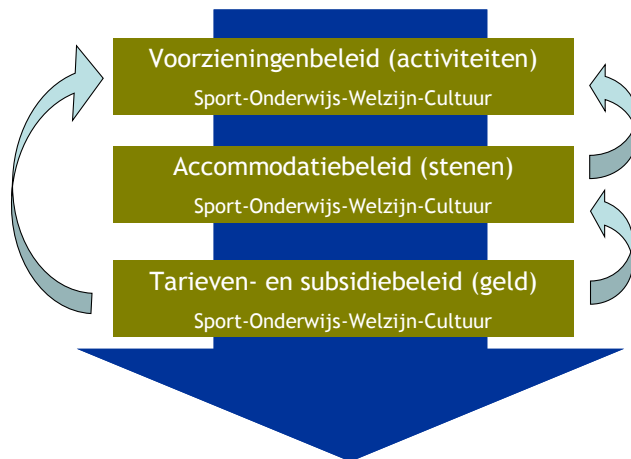 Voorzieningenbeleid (activiteiten)
Sport-Onderwijs-Welzijn-Cultuur
Accommodatiebeleid (stenen)
Sport-Onderwijs-Welzijn-Cultuur
Tarieven- en subsidiebeleid (geld)
Sport-Onderwijs-Welzijn-Cultuur